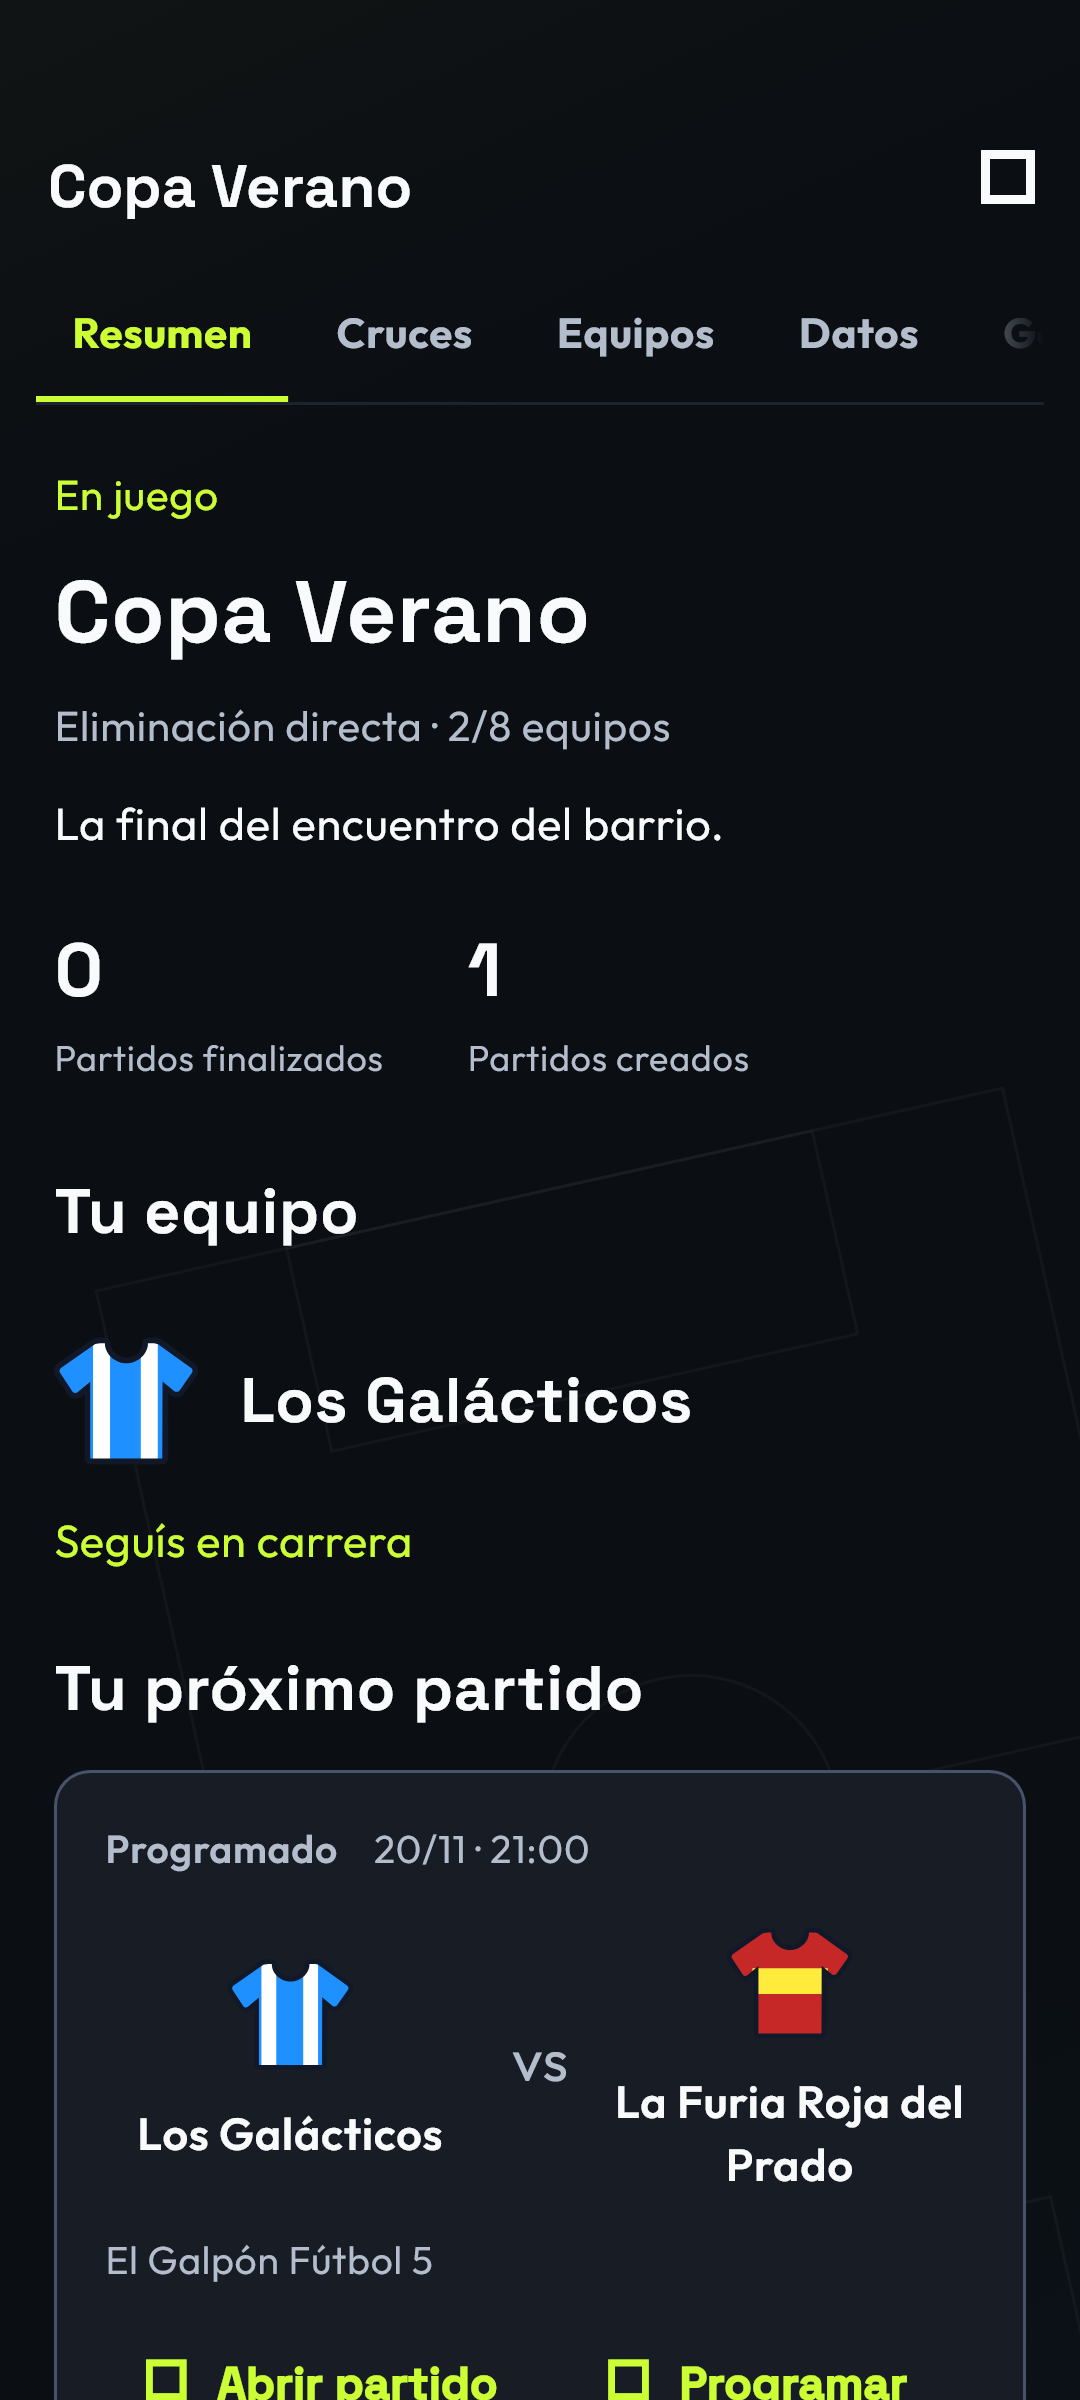 Copa Verano
Resumen Cruces Equipos Datos
En juego
Copa Verano
Eliminación directa · 2/8 equipos
La final del encuentro del barrio.
0 1
Partidos finalizados Partidos creados
Tu equipo
Los Galácticos
Seguís en carrera
Tu próximo partido
Programado 20/11 · 21:00
Los Galácticos vs La Furia Roja del
Prado
El Galpón Fútbol 5
Abrir partido Programar